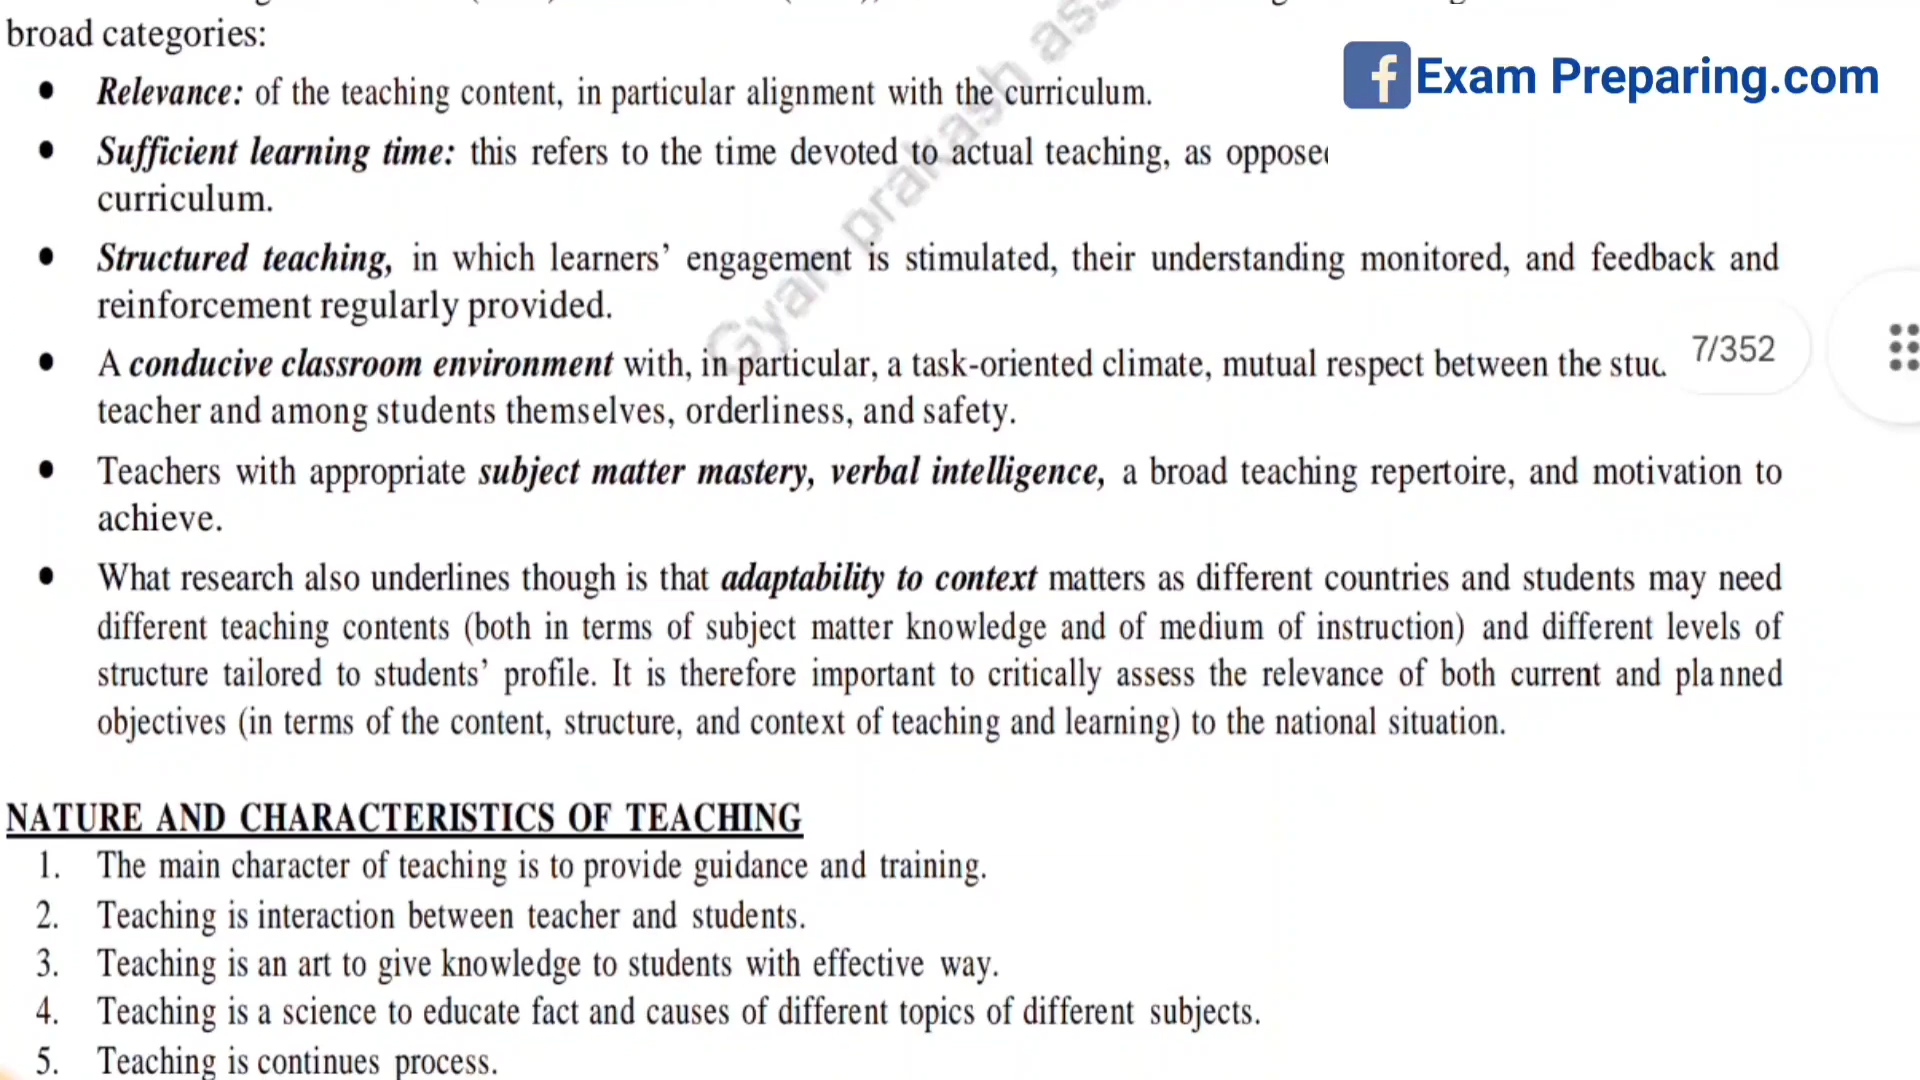 broad categories:
• Relevance: of the teaching content, in particular alignment with the curriculum.
f Exam Preparing.com
• Sufficient learning time: this refers to the time devoted to actual teaching, as
curriculum.
• Structured teaching, in which learners’ engagement is stimulated, their understanding monitored, and feedback and
reinforcement regularly provided.
• A conducive classroom environment with, in particular, a task-oriented climate, mutual respect between the
7/352
teacher and among students themselves, orderliness, and safety.
• Teachers with appropriate subject matter mastery, verbal intelligence, a broad teaching repertoire, and motivation to
achieve.
• What research also underlines though is that adaptability to context matters as different countries and students may need
different teaching contents (both in terms of subject matter knowledge and of medium of instruction) and different levels of
structure tailored to students’ profile. It is therefore important to critically assess the relevance of both current and planned
objectives (in terms of the content, structure, and context of teaching and learning) to the national situation.
Gyan prakash
NATURE AND CHARACTERISTICS OF TEACHING
1. The main character of teaching is to provide guidance and training.
2. Teaching is interaction between teacher and students.
3. Teaching is an art to give knowledge to students with effective way.
4. Teaching is a science to educate fact and causes of different topics of different subjects.
5. Teaching is continues process.